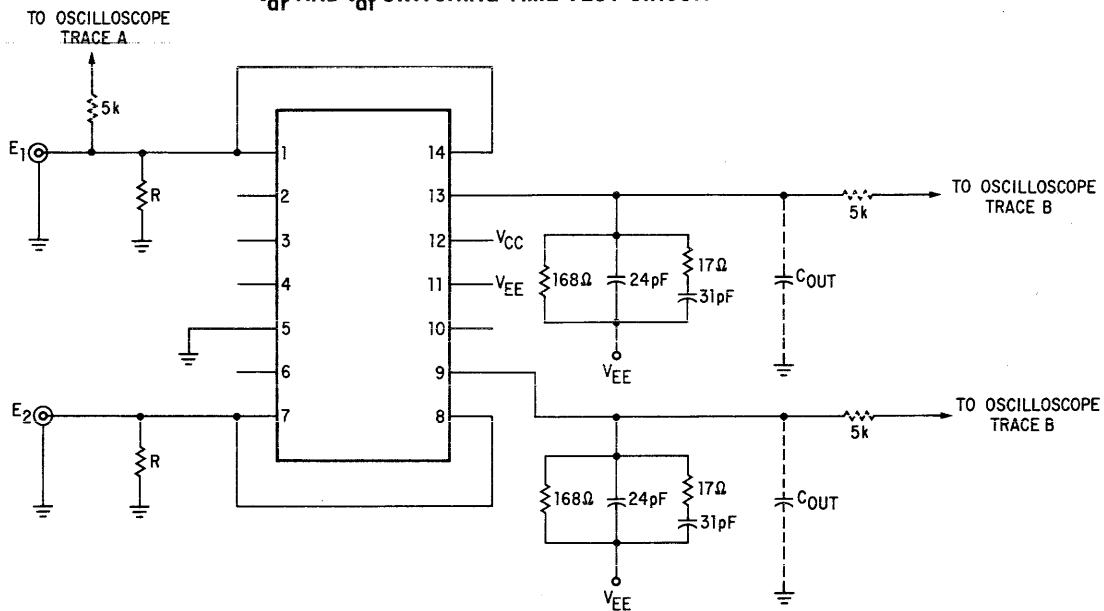 TO OSCILLOSCOPE
TRACE A
5k
E1
R
1
2
3
4
5
6
7
14
13
12
11
10
9
8
VCC
VEE
168Ω
24pF
17Ω
31pF
COUT
5k
TO OSCILLOSCOPE
TRACE B
VEE
E2
R
168Ω
24pF
17Ω
31pF
COUT
5k
TO OSCILLOSCOPE
TRACE B
VEE